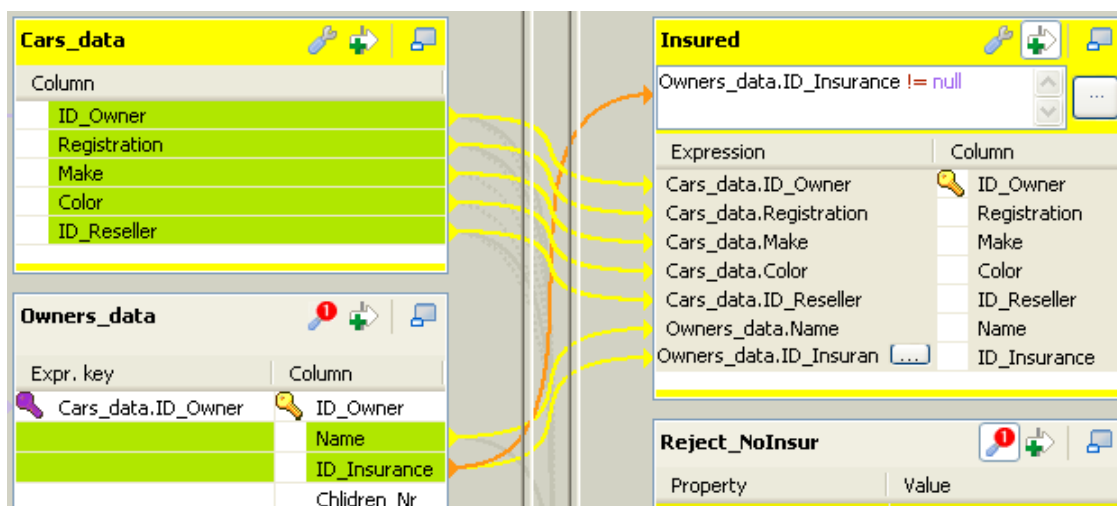 Cars_data
Column
ID_Owner
Registration
Make
Color
ID_Reseller
Owners_data
1
Expr. key
Column
Cars_data.ID_Owner
ID_Owner
Name
ID_Insurance
Chlidren_Nr
Insured
Owners_data.ID_Insurance != null
...
Expression
Column
Cars_data.ID_Owner
ID_Owner
Cars_data.Registration
Registration
Cars_data.Make
Make
Cars_data.Color
Color
Cars_data.ID_Reseller
ID_Reseller
Owners_data.Name
Name
Owners_data.ID_Insuran
...
ID_Insurance
Reject_NoInsur
1
Property
Value